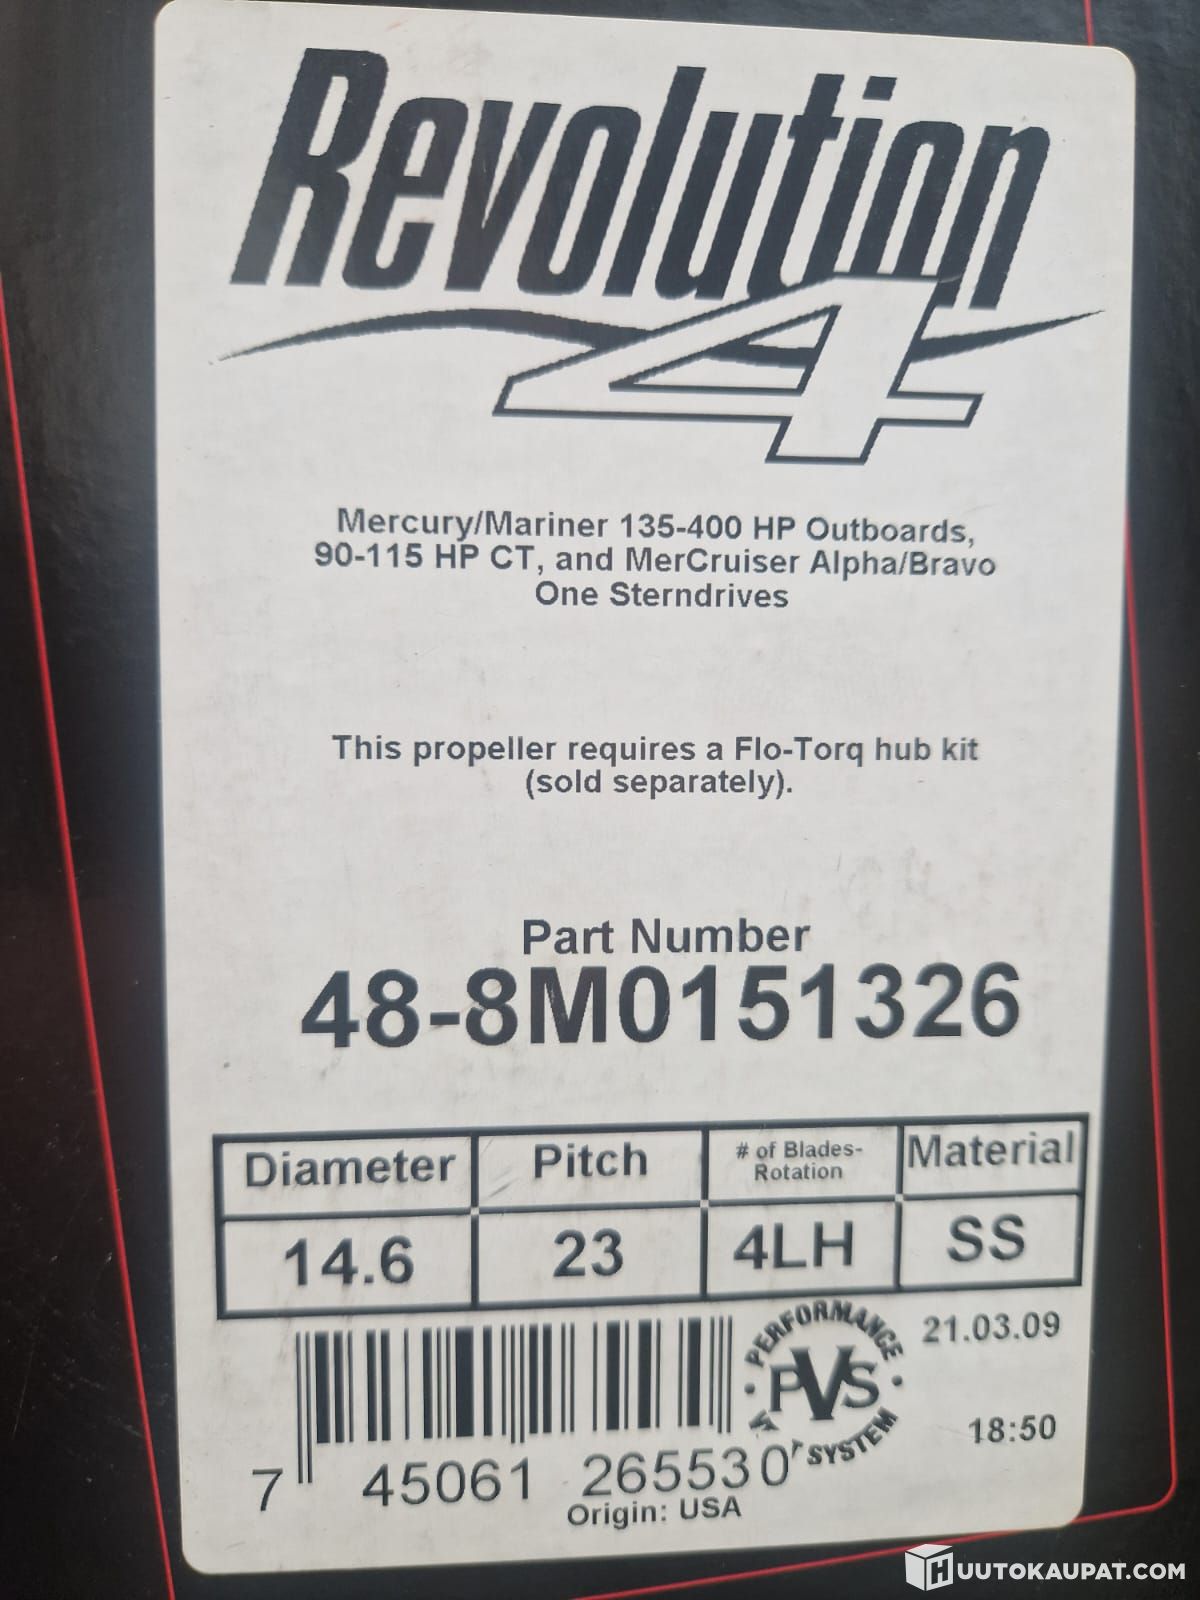 Revolution
4
Mercury/Mariner 135-400 HP Outboards,
90-115 HP CT, and MerCruiser Alpha/Bravo
One Sterndrives
This propeller requires a Flo-Torq hub kit
(sold separately).
Part Number
48-8M0151326
Diameter
Pitch
# of Blades-
Rotation
Material
14.6
23
4LH
SS
PERFORMANCE
PVS
SYSTEM
21.03.09
18:50
7 45061 265530
Origin: USA
HUUTOKAUPAT.COM